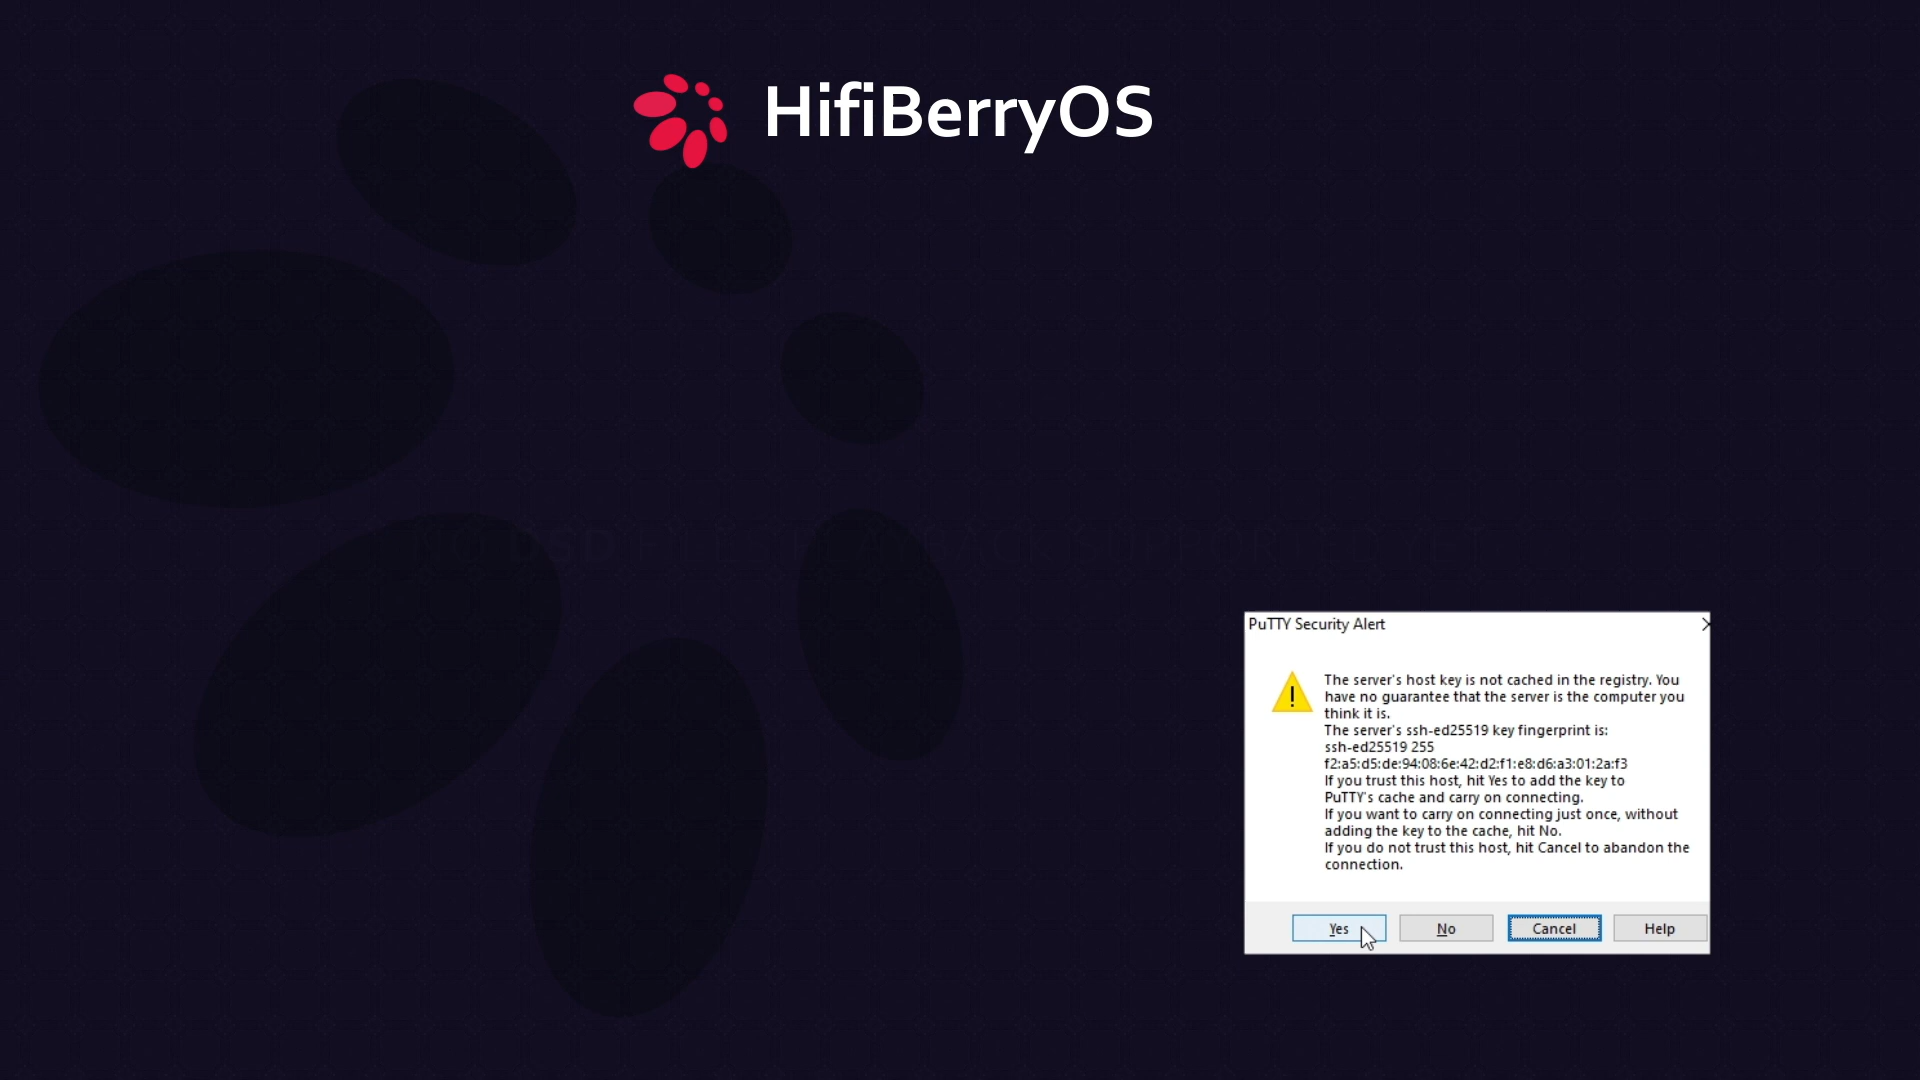 HifiBerryOS
PuTTY Security Alert
The server's host key is not cached in the registry. You
have no guarantee that the server is the computer you
think it is.
The server's ssh-ed25519 key fingerprint is:
ssh-ed25519 255
f2:a5:d5:de:94:08:6e:42:d2:f1:e8:d6:a3:01:2a:f3
If you trust this host, hit Yes to add the key to
PuTTY's cache and carry on connecting.
If you want to carry on connecting just once, without
adding the key to the cache, hit No.
If you do not trust this host, hit Cancel to abandon the
connection.
Yes No Cancel Help